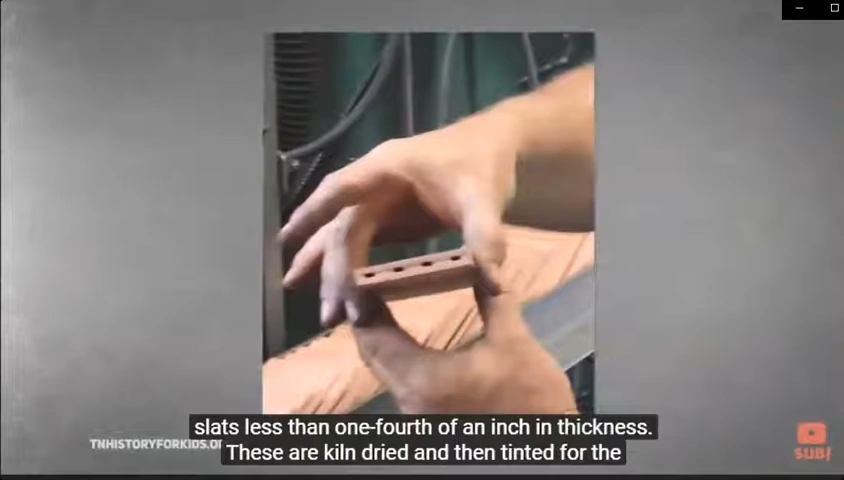 slats less than one-fourth of an inch in thickness.
These are kiln dried and then tinted for the
TNHISTORYFORKIDS.O
SUB!